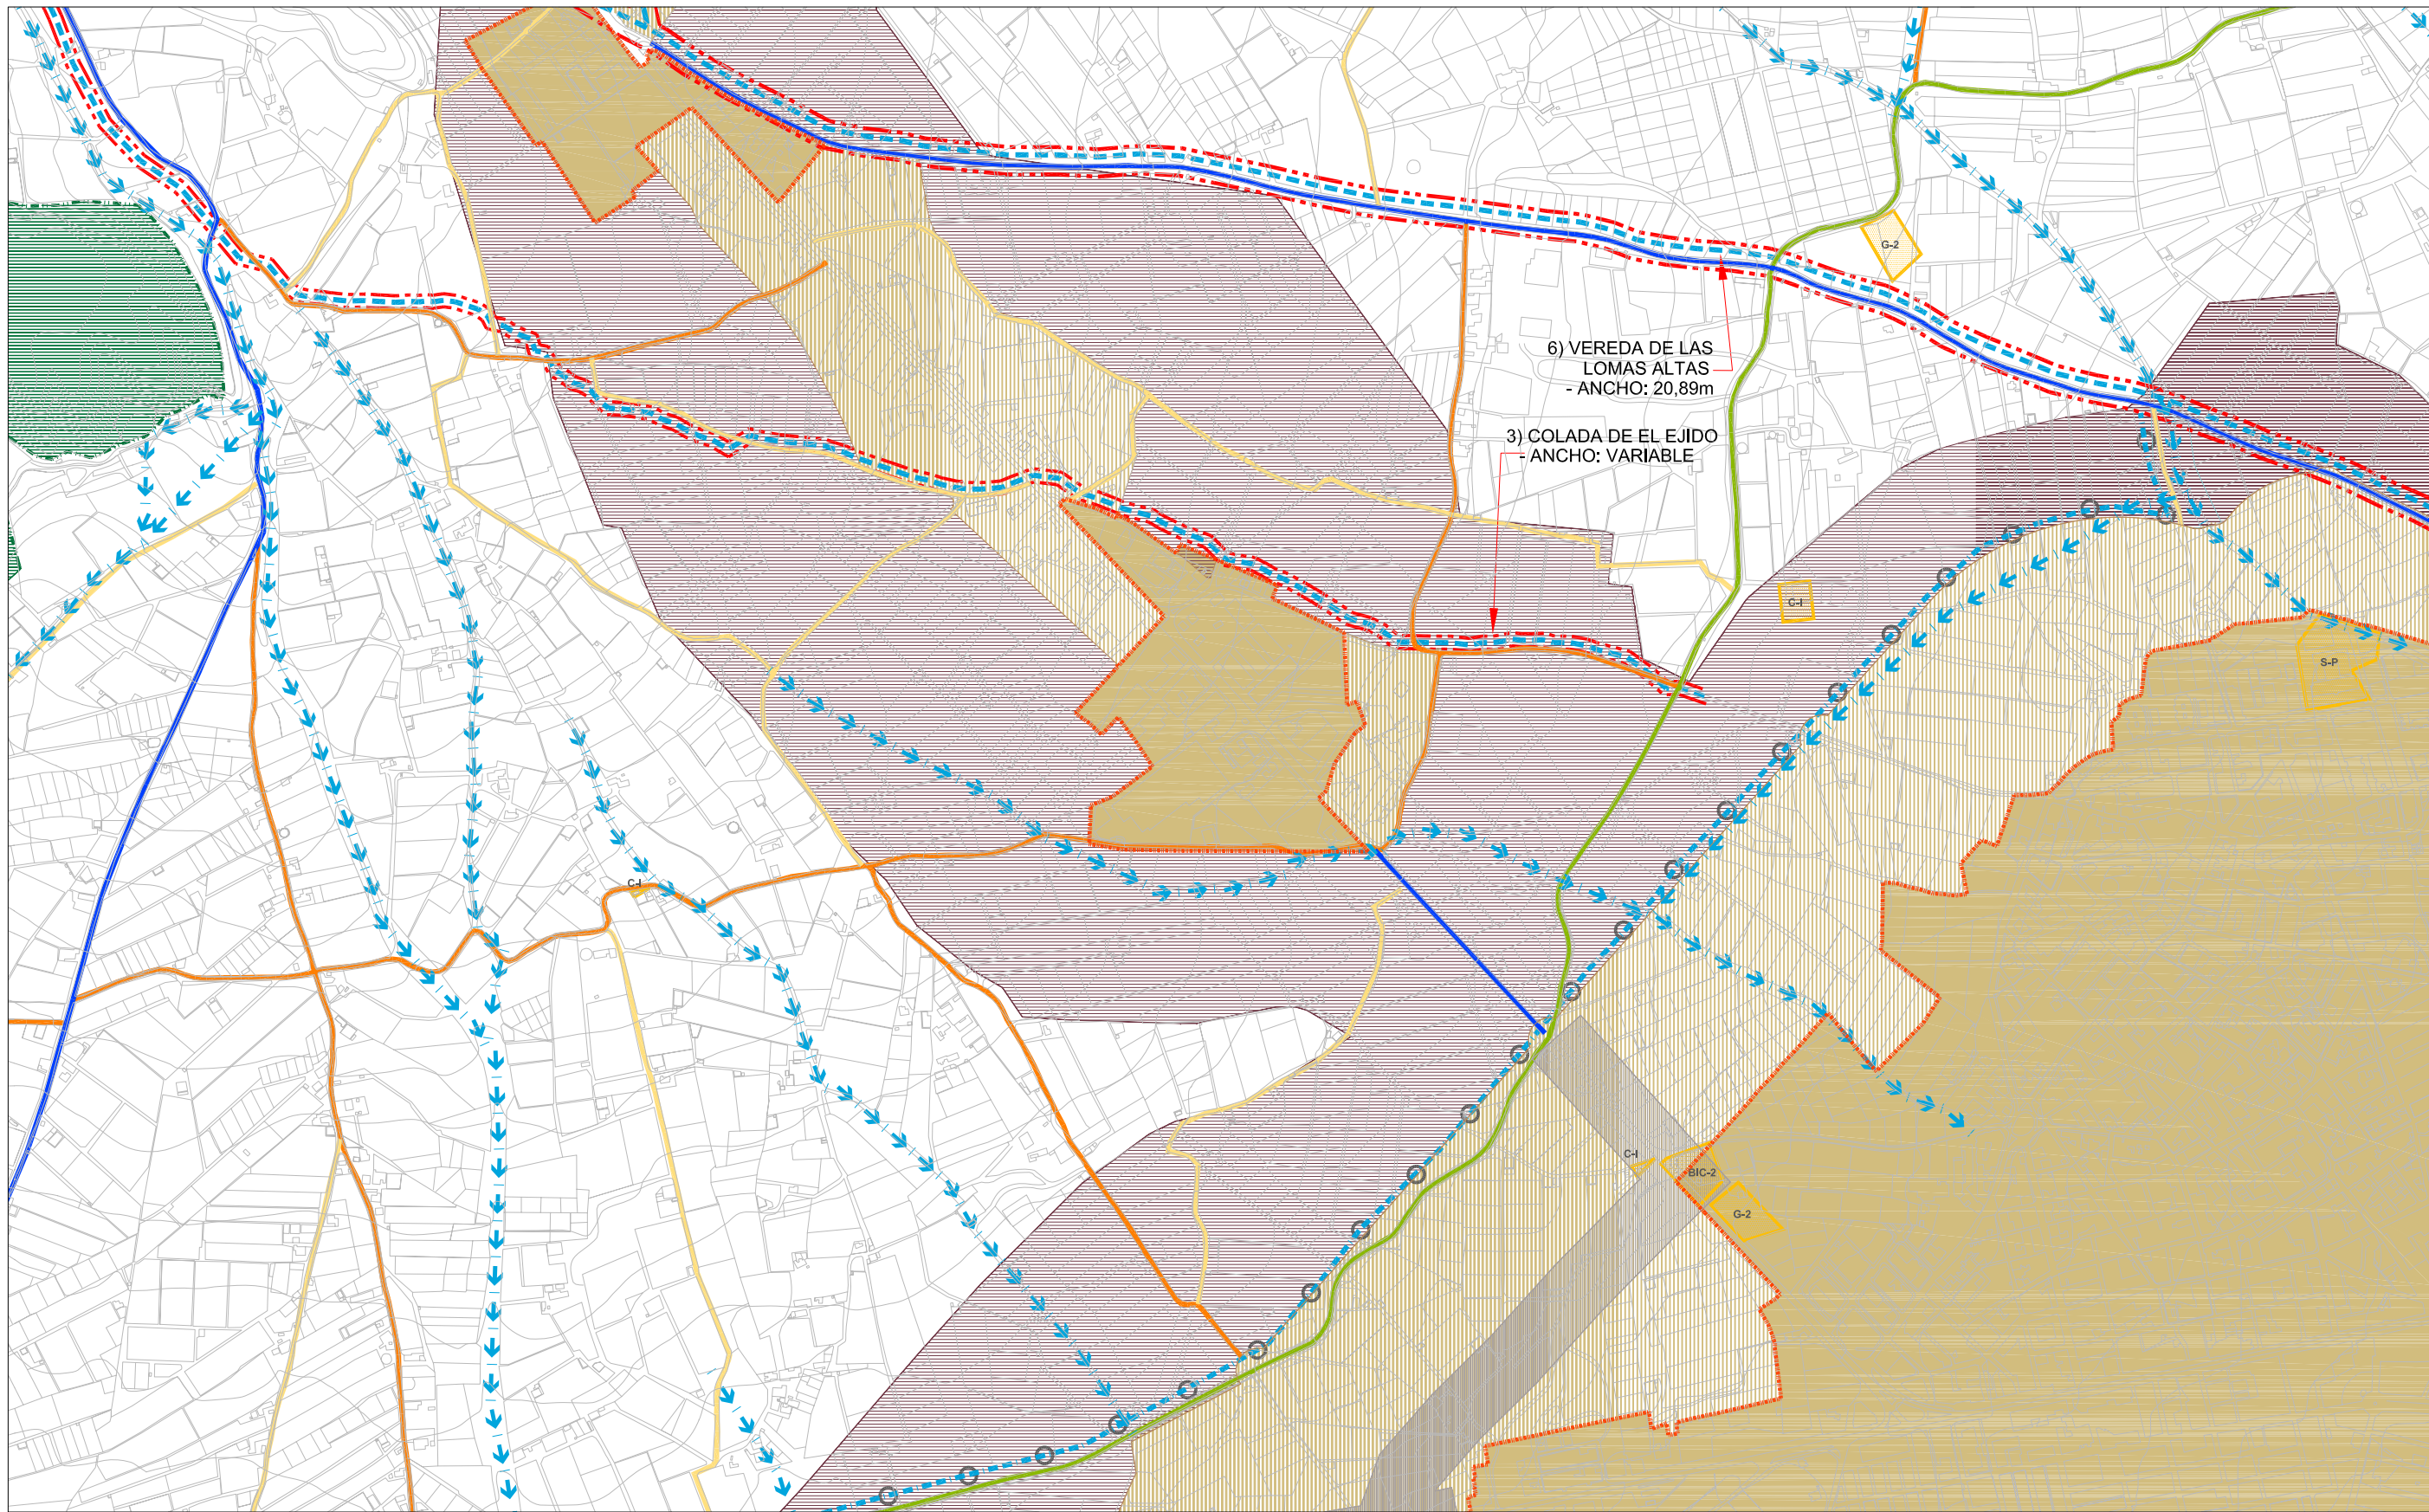 G-2
6) VEREDA DE LAS
LOMAS ALTAS
- ANCHO: 20,89m
3) COLADA DE EL EJIDO
- ANCHO: VARIABLE
C-I
S-P
C-I
C-I
BIC-2
G-2